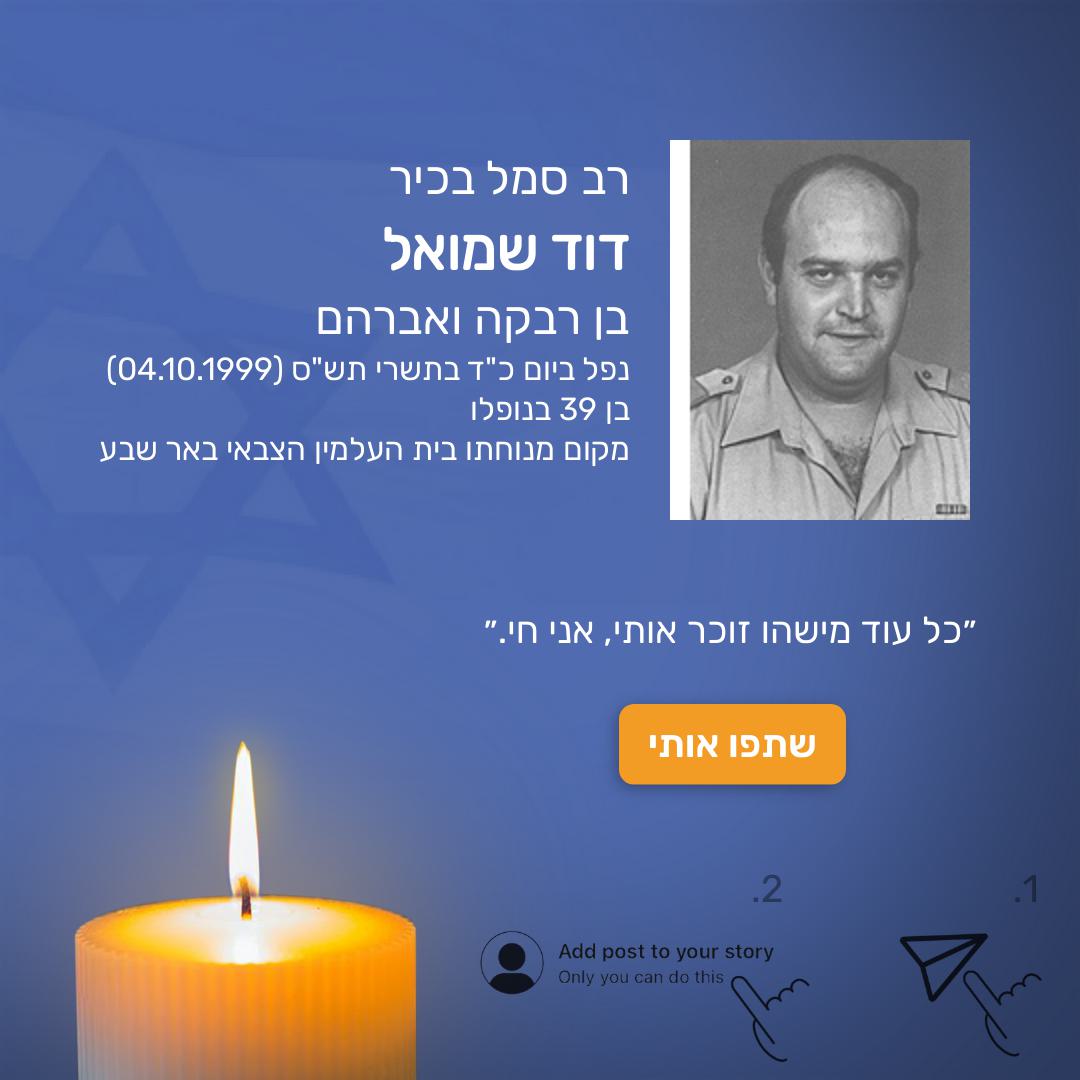 רב סמל בכיר
דוד שמואל
בן רבקה ואברהם
נפל ביום כ"ד בתשרי תש"ס (04.10.1999)
בן 39 בנופלו
מקום מנוחתו בית העלמין הצבאי באר שבע
״כל עוד מישהו זוכר אותי, אני חי.״
שתפו אותי
1.
2.
Add post to your story
Only you can do this